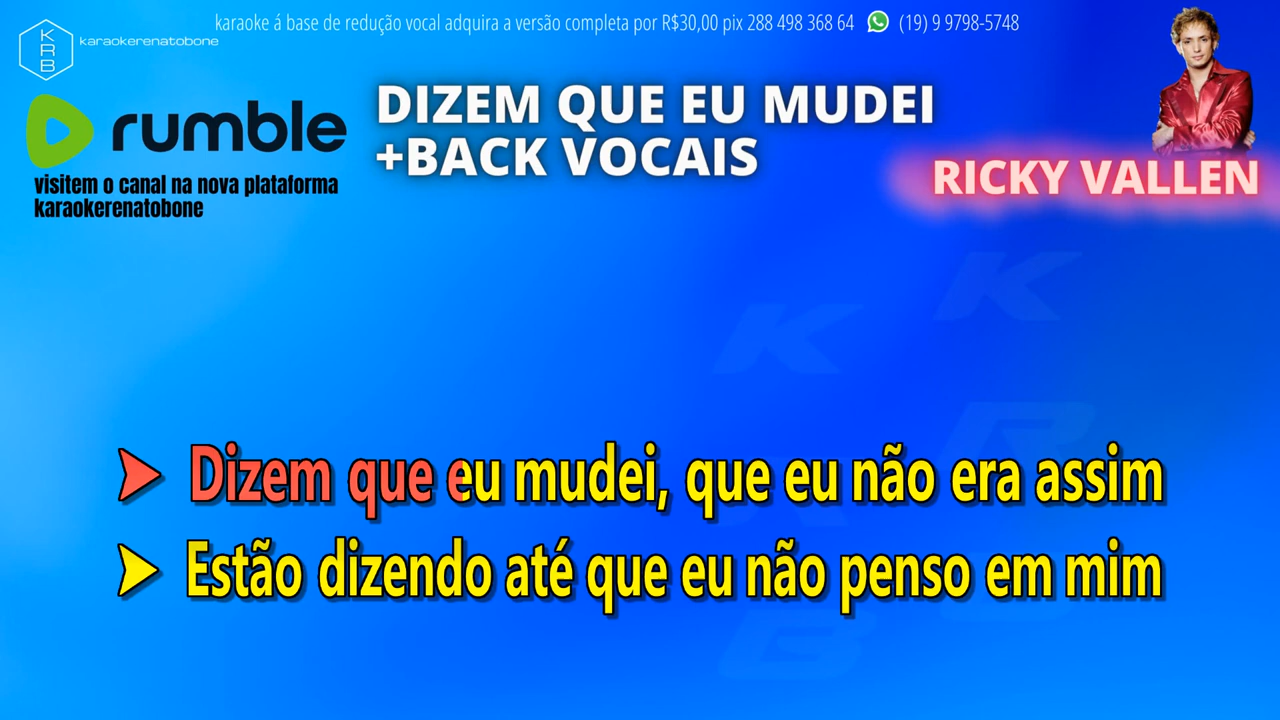 karaoke á base de redução vocal adquira a versão completa por R$30,00 pix 288 498 368 64 (19) 9 9798-5748
K
R
B
karaokerenatobone
rumble
visitem o canal na nova plataforma
karaokerenatobone
DIZEM QUE EU MUDEI
+BACK VOCAIS
RICKY VALLEN
K
R
B
K
R
B
Dizem que eu mudei, que eu não era assim
Estão dizendo até que eu não penso em mim